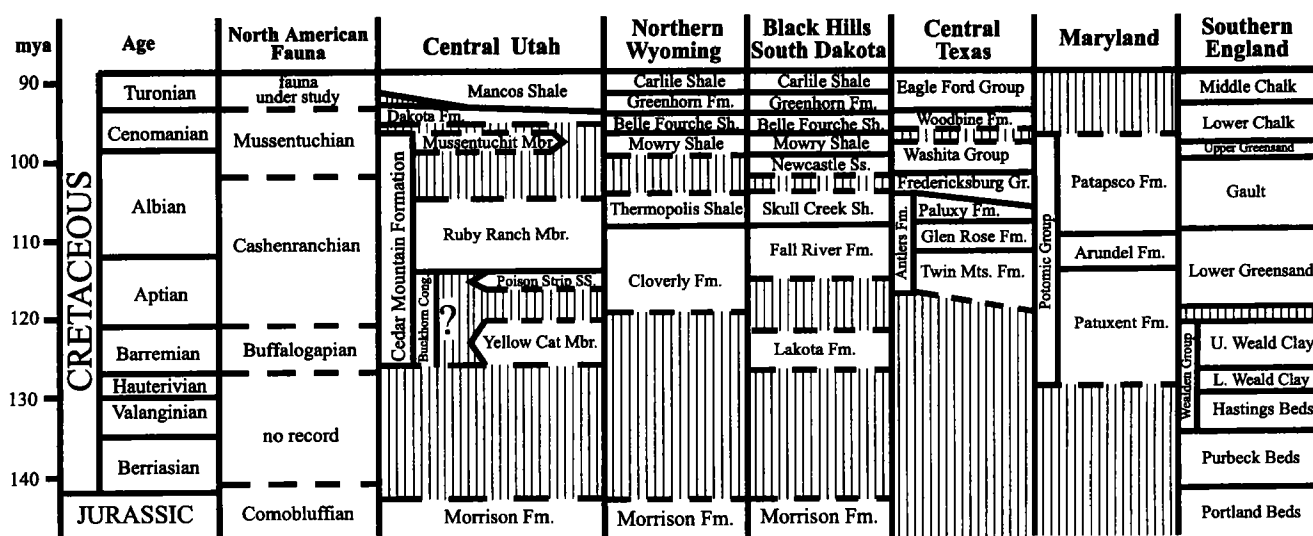 mya
Age
North American
Fauna
Central Utah
Northern
Wyoming
Black Hills
South Dakota
Central
Texas
Maryland
Southern
England
90
100
110
120
130
140
CRETACEOUS
JURASSIC
Turonian
Cenomanian
Albian
Aptian
Barremian
Hauterivian
Valanginian
Berriasian
fauna
under study
Mussentuchian
Cashenranchian
Buffalogapian
no record
Comobluffian
Mancos Shale
Dakota Fm.
Mussentuchit Mbr.
Cedar Mountain Formation
Ruby Ranch Mbr.
Buckhorn Cong.
?
Poison Strip SS.
Yellow Cat Mbr.
Morrison Fm.
Carlile Shale
Greenhorn Fm.
Belle Fourche Sh.
Mowry Shale
Thermopolis Shale
Cloverly Fm.
Morrison Fm.
Carlile Shale
Greenhorn Fm.
Belle Fourche Sh.
Mowry Shale
Newcastle Ss.
Skull Creek Sh.
Fall River Fm.
Lakota Fm.
Morrison Fm.
Eagle Ford Group
Woodbine Fm.
Washita Group
Fredericksburg Gr.
Antlers Fm.
Paluxy Fm.
Glen Rose Fm.
Twin Mts. Fm.
Potomic Group
Patapsco Fm.
Arundel Fm.
Patuxent Fm.
Middle Chalk
Lower Chalk
Upper Greensand
Gault
Lower Greensand
Wealden Group
U. Weald Clay
L. Weald Clay
Hastings Beds
Purbeck Beds
Portland Beds